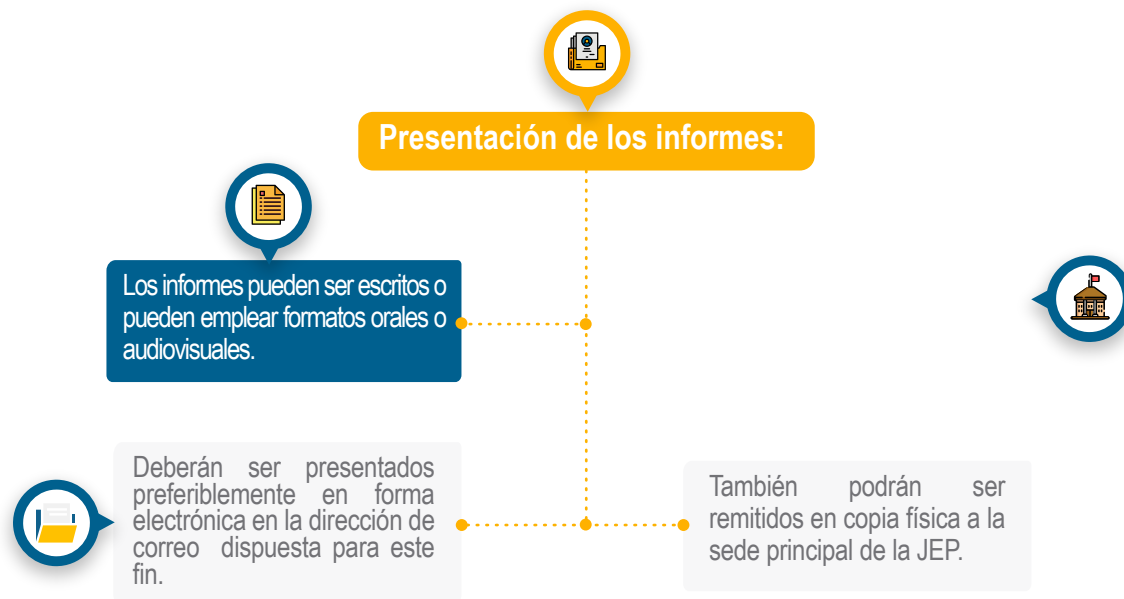 Presentación de los informes:
Los informes pueden ser escritos o
pueden emplear formatos orales o
audiovisuales.
Deberán ser presentados
preferiblemente en forma
electrónica en la dirección de
correo dispuesta para este
fin.
También podrán ser
remitidos en copia física a la
sede principal de la JEP.